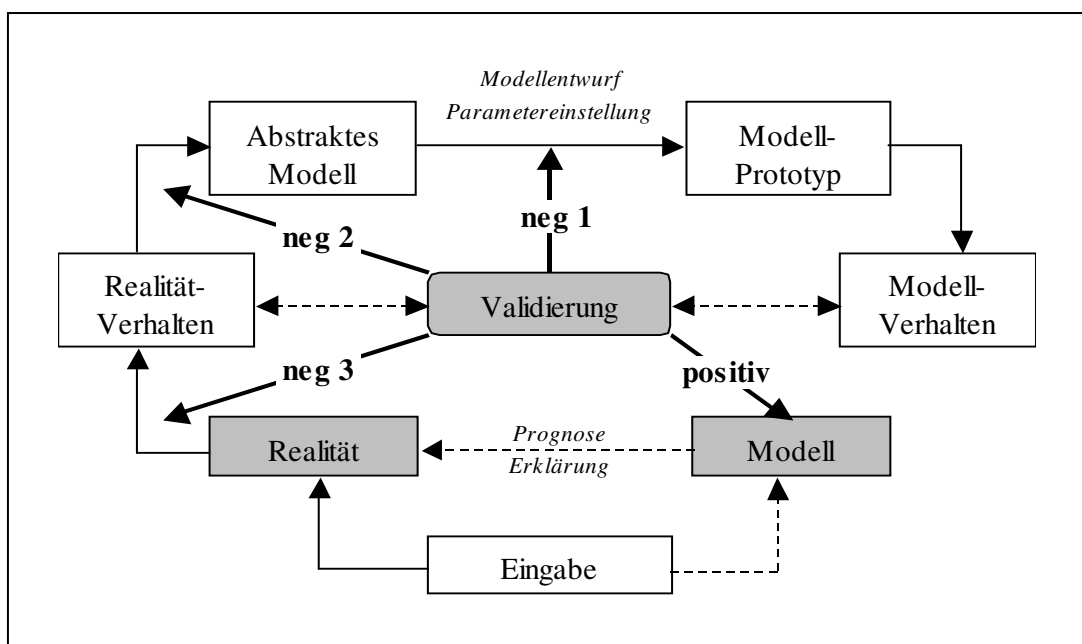 Modellentwurf
Parametereinstellung
Abstraktes
Modell
Modell-
Prototyp
neg 1
neg 2
Realität-
Verhalten
Validierung
Modell-
Verhalten
neg 3
positiv
Realität
Prognose
Erklärung
Modell
Eingabe